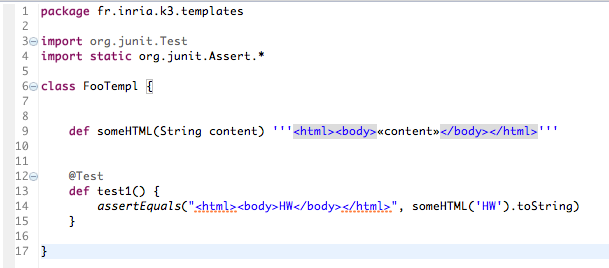 1 package fr.inria.k3.templates
2
3 import org.junit.Test
4 import static org.junit.Assert.*
5
6 class FooTempl {
7
8
9 def someHTML(String content) '''<html><body>«content»</body></html>'''
10
11
12 @Test
13 def test1() {
14 assertEquals("<html><body>HW</body></html>", someHTML('HW').toString)
15 }
16
17 }